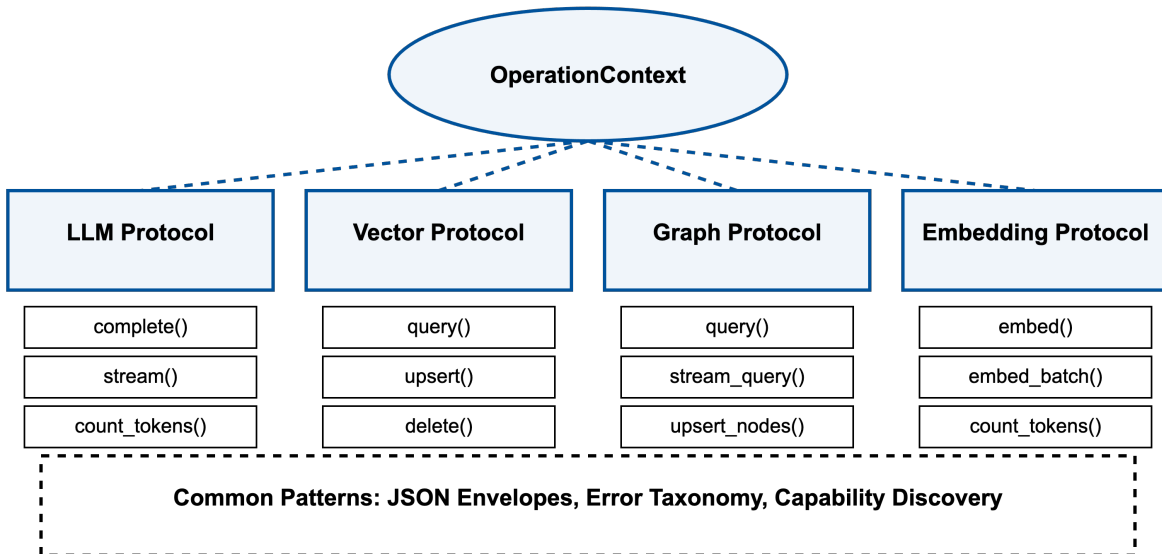 OperationContext
LLM Protocol
Vector Protocol
Graph Protocol
Embedding Protocol
complete()
query()
query()
embed()
stream()
upsert()
stream_query()
embed_batch()
count_tokens()
delete()
upsert_nodes()
count_tokens()
Common Patterns: JSON Envelopes, Error Taxonomy, Capability Discovery